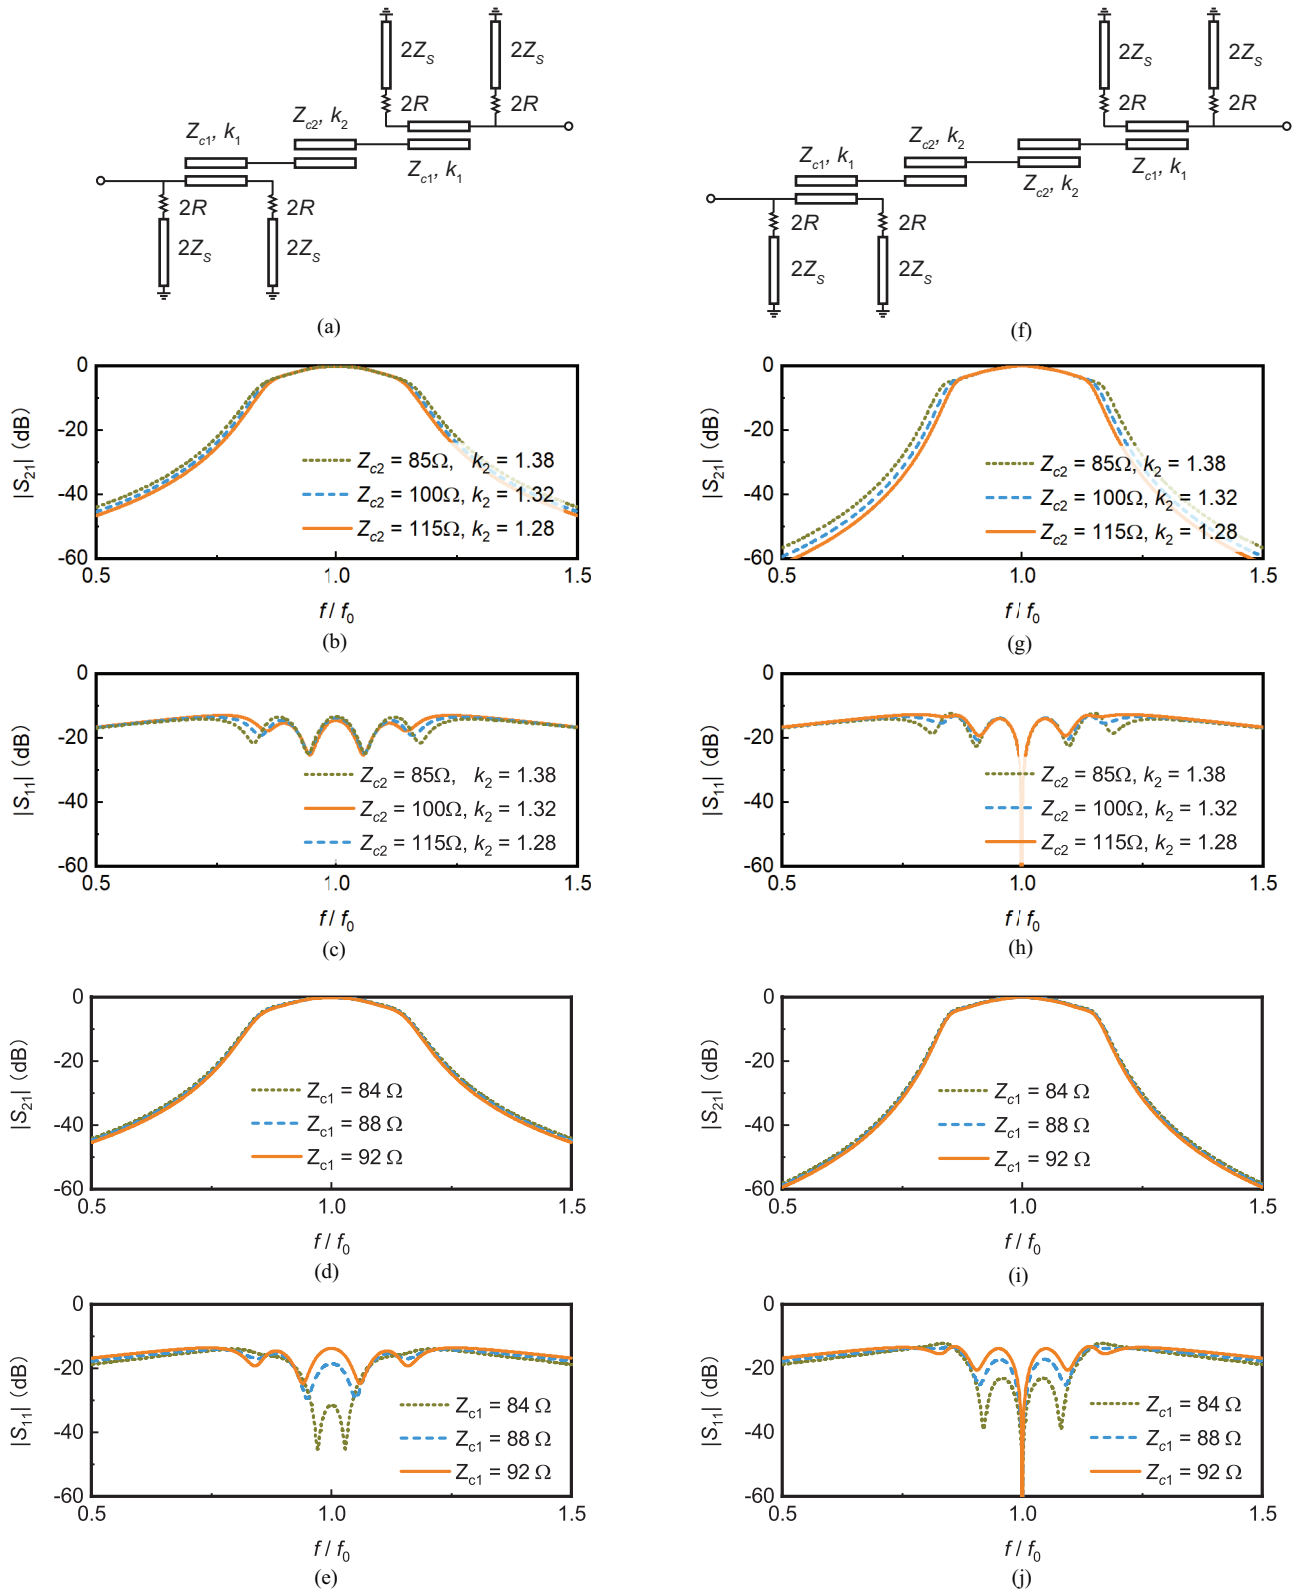 2Z_S 2Z_S
2R 2R
Z_c2, k_2
Z_c1, k_1
Z_c1, k_1
2R 2R
2Z_S 2Z_S
(a)
2Z_S 2Z_S
2R 2R
Z_c2, k_2
Z_c1, k_1
Z_c2, k_2
Z_c1, k_1
2R 2R
2Z_S 2Z_S
(f)
0
-20
-40
-60
|S_21| (dB)
Z_c2 = 85Ω, k_2 = 1.38
Z_c2 = 100Ω, k_2 = 1.32
Z_c2 = 115Ω, k_2 = 1.28
0.5 1.0 1.5
f / f_0
(b)
0
-20
-40
-60
|S_21| (dB)
Z_c2 = 85Ω, k_2 = 1.38
Z_c2 = 100Ω, k_2 = 1.32
Z_c2 = 115Ω, k_2 = 1.28
0.5 1.0 1.5
f / f_0
(g)
0
-20
-40
-60
|S_11| (dB)
Z_c2 = 85Ω, k_2 = 1.38
Z_c2 = 100Ω, k_2 = 1.32
Z_c2 = 115Ω, k_2 = 1.28
0.5 1.0 1.5
f / f_0
(c)
0
-20
-40
-60
|S_11| (dB)
Z_c2 = 85Ω, k_2 = 1.38
Z_c2 = 100Ω, k_2 = 1.32
Z_c2 = 115Ω, k_2 = 1.28
0.5 1.0 1.5
f / f_0
(h)
0
-20
-40
-60
|S_21| (dB)
Z_c1 = 84 Ω
Z_c1 = 88 Ω
Z_c1 = 92 Ω
0.5 1.0 1.5
f / f_0
(d)
0
-20
-40
-60
|S_21| (dB)
Z_c1 = 84 Ω
Z_c1 = 88 Ω
Z_c1 = 92 Ω
0.5 1.0 1.5
f / f_0
(i)
0
-20
-40
-60
|S_11| (dB)
Z_c1 = 84 Ω
Z_c1 = 88 Ω
Z_c1 = 92 Ω
0.5 1.0 1.5
f / f_0
(e)
0
-20
-40
-60
|S_11| (dB)
Z_c1 = 84 Ω
Z_c1 = 88 Ω
Z_c1 = 92 Ω
0.5 1.0 1.5
f / f_0
(j)